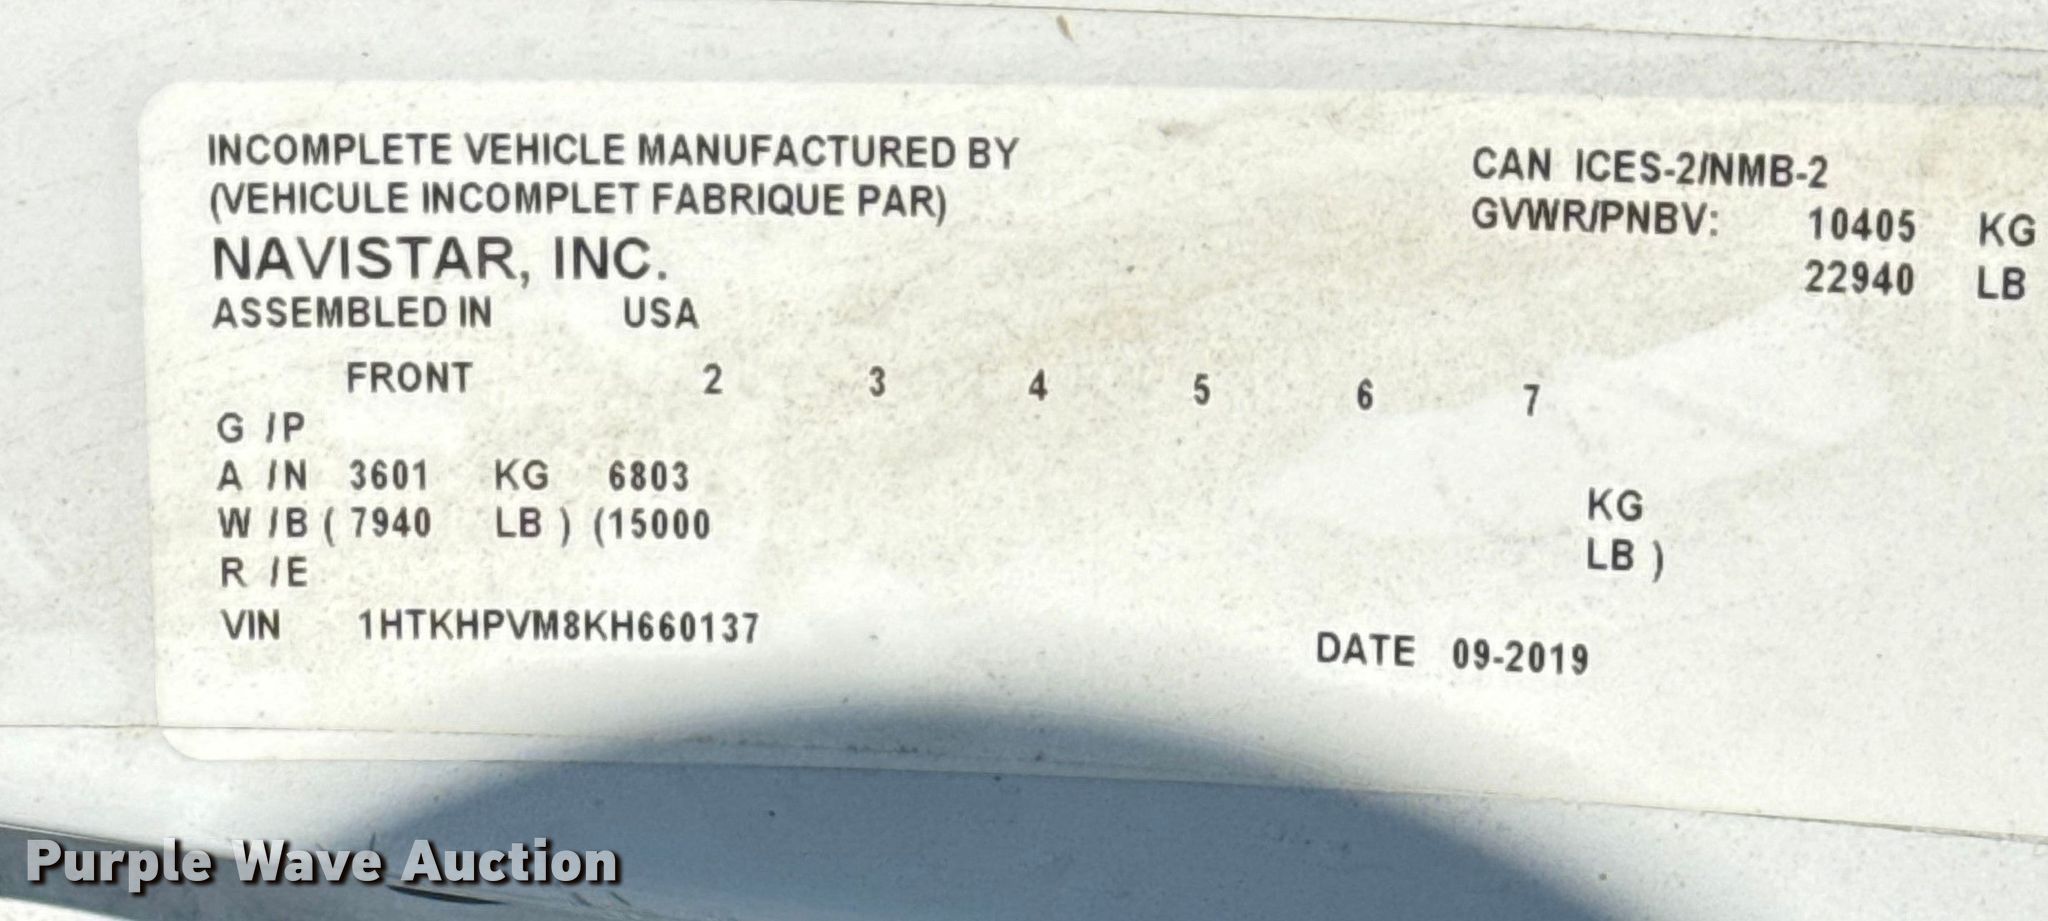 INCOMPLETE VEHICLE MANUFACTURED BY
(VEHICULE INCOMPLET FABRIQUE PAR)
NAVISTAR, INC.
ASSEMBLED IN USA
CAN ICES-2/NMB-2
GVWR/PNBV: 10405 KG
22940 LB
FRONT 2 3 4 5 6 7
G /P
A /N 3601 KG 6803 KG
W /B ( 7940 LB ) (15000 LB )
R /E
VIN 1HTKHPVM8KH660137
DATE 09-2019
Purple Wave Auction